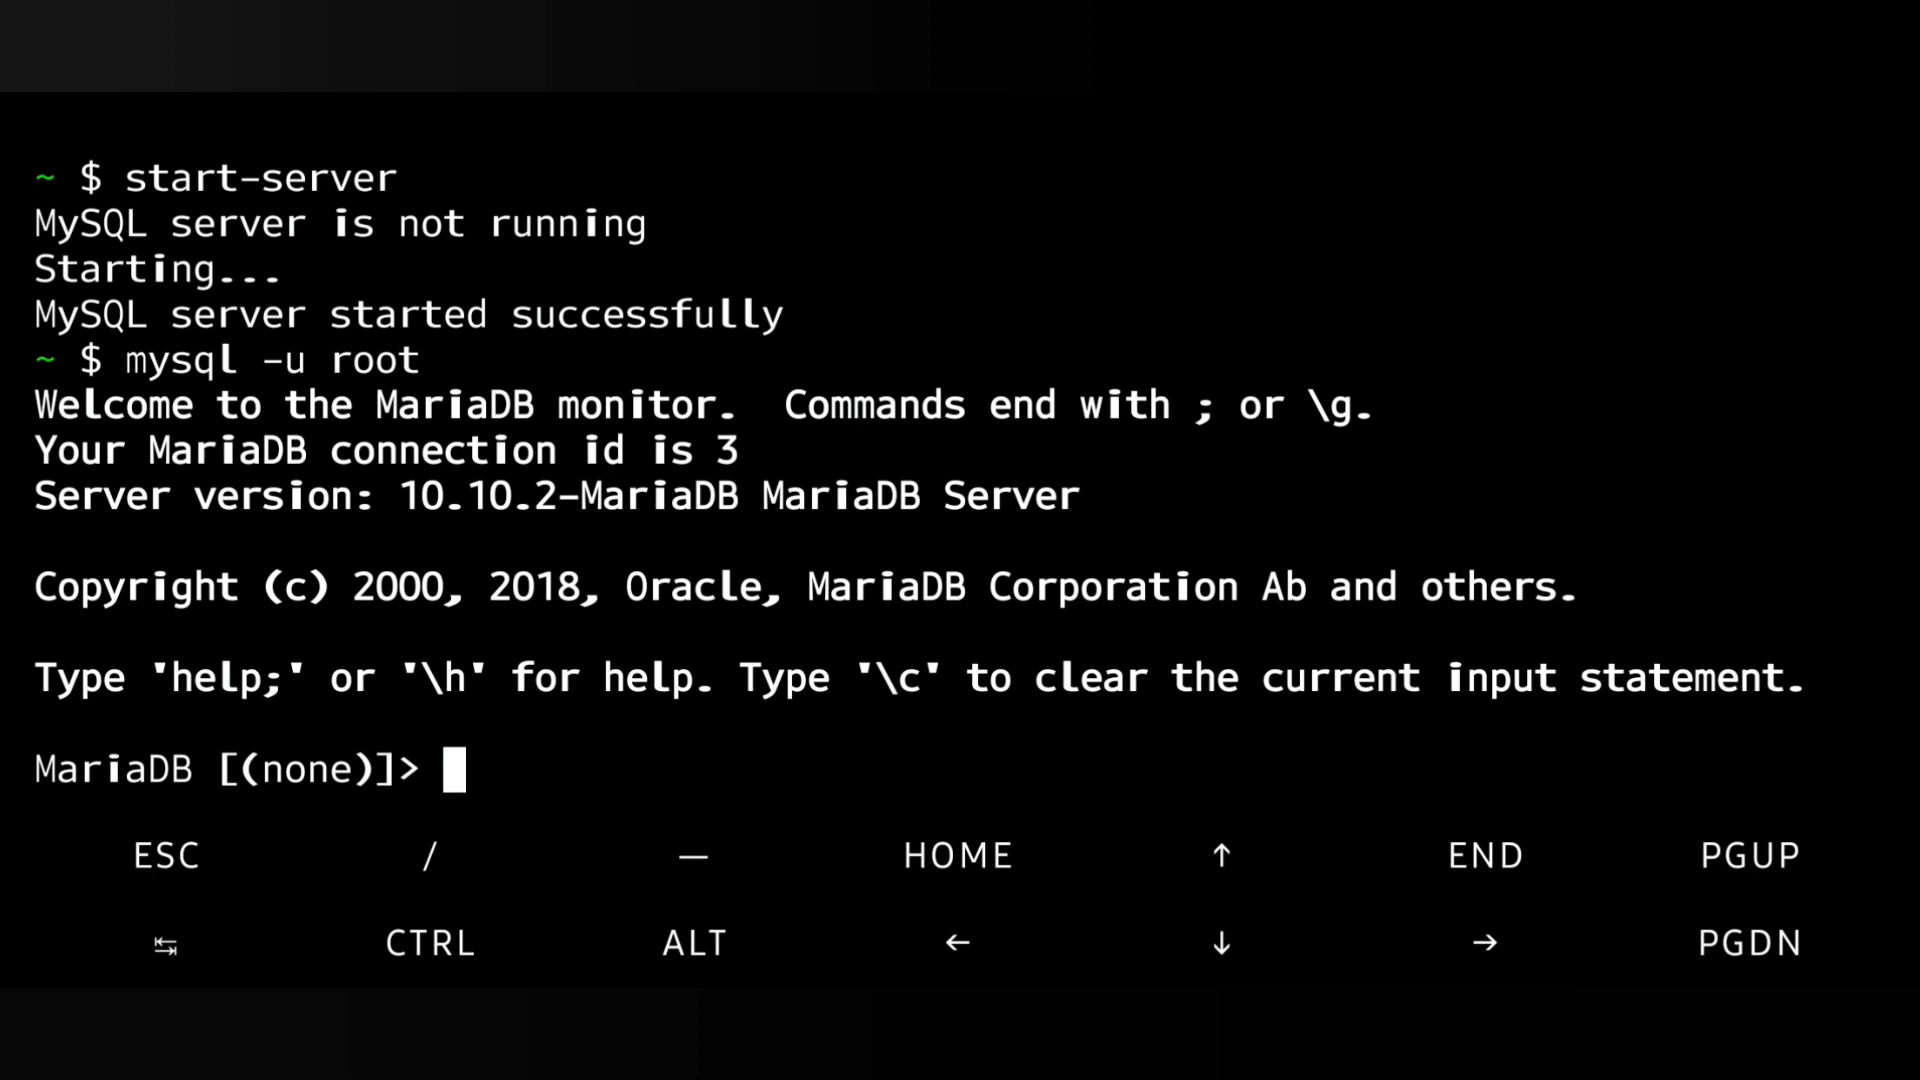 ~ $ start-server
MySQL server is not running
Starting...
MySQL server started successfully
~ $ mysql -u root
Welcome to the MariaDB monitor.  Commands end with ; or \g.
Your MariaDB connection id is 3
Server version: 10.10.2-MariaDB MariaDB Server
Copyright (c) 2000, 2018, Oracle, MariaDB Corporation Ab and others.
Type 'help;' or '\h' for help. Type '\c' to clear the current input statement.
MariaDB [(none)]>
ESC / — HOME ↑ END PGUP
↹ CTRL ALT ← ↓ → PGDN